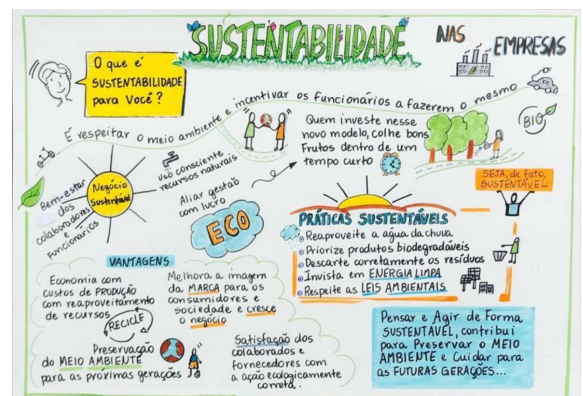 SUSTENTABILIDADE NAS EMPRESAS
O que é
SUSTENTABILIDADE
para Você?
É respeitar o meio ambiente e incentivar os funcionários a fazerem o mesmo
BIO
Quem investe nesse
novo modelo, colhe bons
Frutos dentro de um
tempo curto
uso consciente
recursos naturais
Negócio
Sustentável
Bem-estar
dos
colaboradores
e
Funcionários
Aliar gestão
com lucro
ECO
SEJA, de fato,
SUSTENTÁVEL
PRÁTICAS SUSTENTÁVEIS
Reaproveite a água da chuva
Priorize produtos biodegradáveis
Descarte corretamente os resíduos
Invista em ENERGIA LIMPA
Respeite as LEIS AMBIENTAIS
VANTAGENS
Economia com
custos de PRODUÇÃO
com reaproveitamento
de recursos
RECICLE
Preservação
do MEIO AMBIENTE
para as próximas gerações
Melhora a imagem
da MARCA para os
consumidores e
sociedade e cresce
o negócio
Satisfação dos
colaborados e
fornecedores com
a ação ecologicamente
correta.
Pensar e Agir de Forma
SUSTENTÁVEL, contribui
para Preservar o MEIO
AMBIENTE e Cuidar para
as FUTURAS GERAÇÕES...